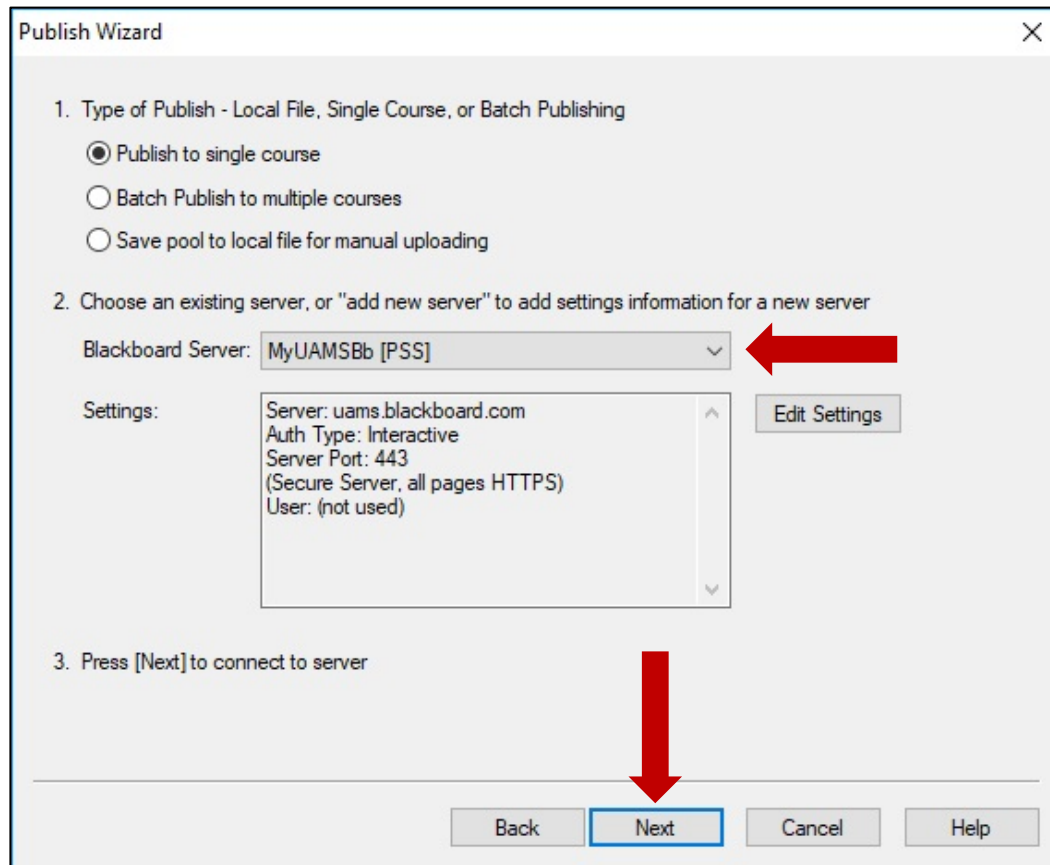 Publish Wizard
1. Type of Publish - Local File, Single Course, or Batch Publishing
Publish to single course
Batch Publish to multiple courses
Save pool to local file for manual uploading
2. Choose an existing server, or "add new server" to add settings information for a new server
Blackboard Server: MyUAMSBb [PSS]
Settings:
Server: uams.blackboard.com
Auth Type: Interactive
Server Port: 443
(Secure Server, all pages HTTPS)
User: (not used)
Edit Settings
3. Press [Next] to connect to server
Back Next Cancel Help